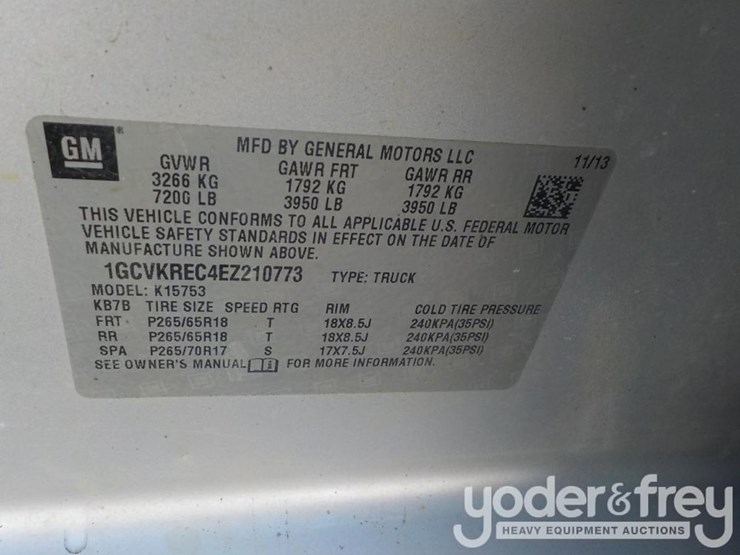 GM
MFD BY GENERAL MOTORS LLC 11/13
GVWR GAWR FRT GAWR RR
3266 KG 1792 KG 1792 KG
7200 LB 3950 LB 3950 LB
THIS VEHICLE CONFORMS TO ALL APPLICABLE U.S. FEDERAL MOTOR
VEHICLE SAFETY STANDARDS IN EFFECT ON THE DATE OF
MANUFACTURE SHOWN ABOVE.
1GCVKREC4EZ210773 TYPE: TRUCK
MODEL: K15753
KB7B TIRE SIZE SPEED RTG RIM COLD TIRE PRESSURE
FRT P265/65R18 T 18X8.5J 240KPA(35PSI)
RR P265/65R18 T 18X8.5J 240KPA(35PSI)
SPA P265/70R17 S 17X7.5J 240KPA(35PSI)
SEE OWNER'S MANUAL FOR MORE INFORMATION.
yoder&frey
HEAVY EQUIPMENT AUCTIONS